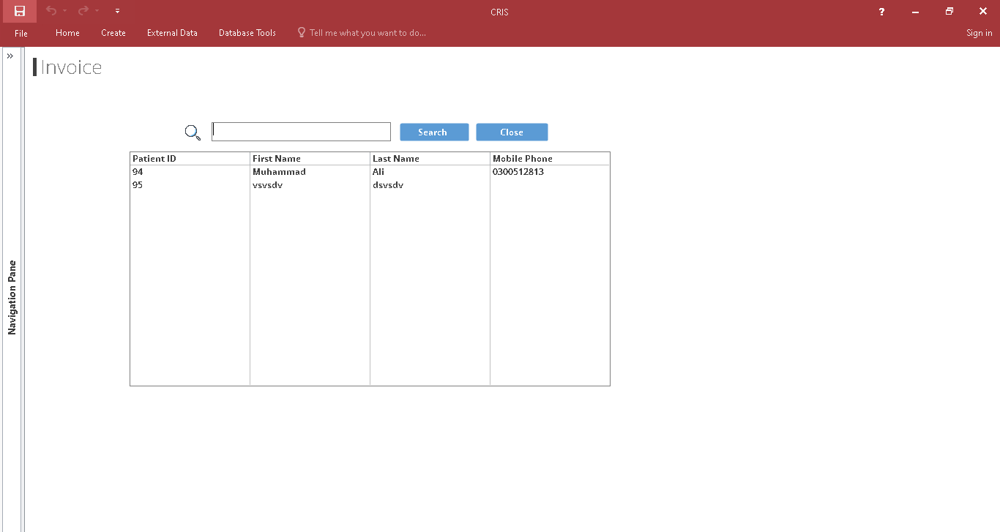 CRIS
?
File Home Create External Data Database Tools Tell me what you want to do... Sign in
»
Invoice
Search Close
Patient ID First Name Last Name Mobile Phone
94 Muhammad Ali 0300512813
95 vsvsdv dsvsdv
Navigation Pane